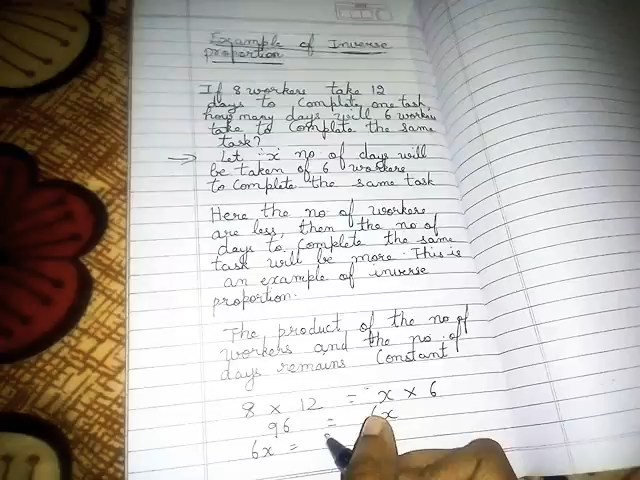 Example of Inverse
proportion
If 8 workers take 12
days to complete one task,
how many days will 6 workers
take to complete the same
task?
→ Let "x" no of days will
be taken of 6 workers
to complete the same task
Here the no of workers
are less, then the no of
days to complete the same
task will be more. This is
an example of inverse
proportion.
The product of the no of
workers and the no. of
days remains Constant
8 × 12 = x × 6
96 = 6x
6x =